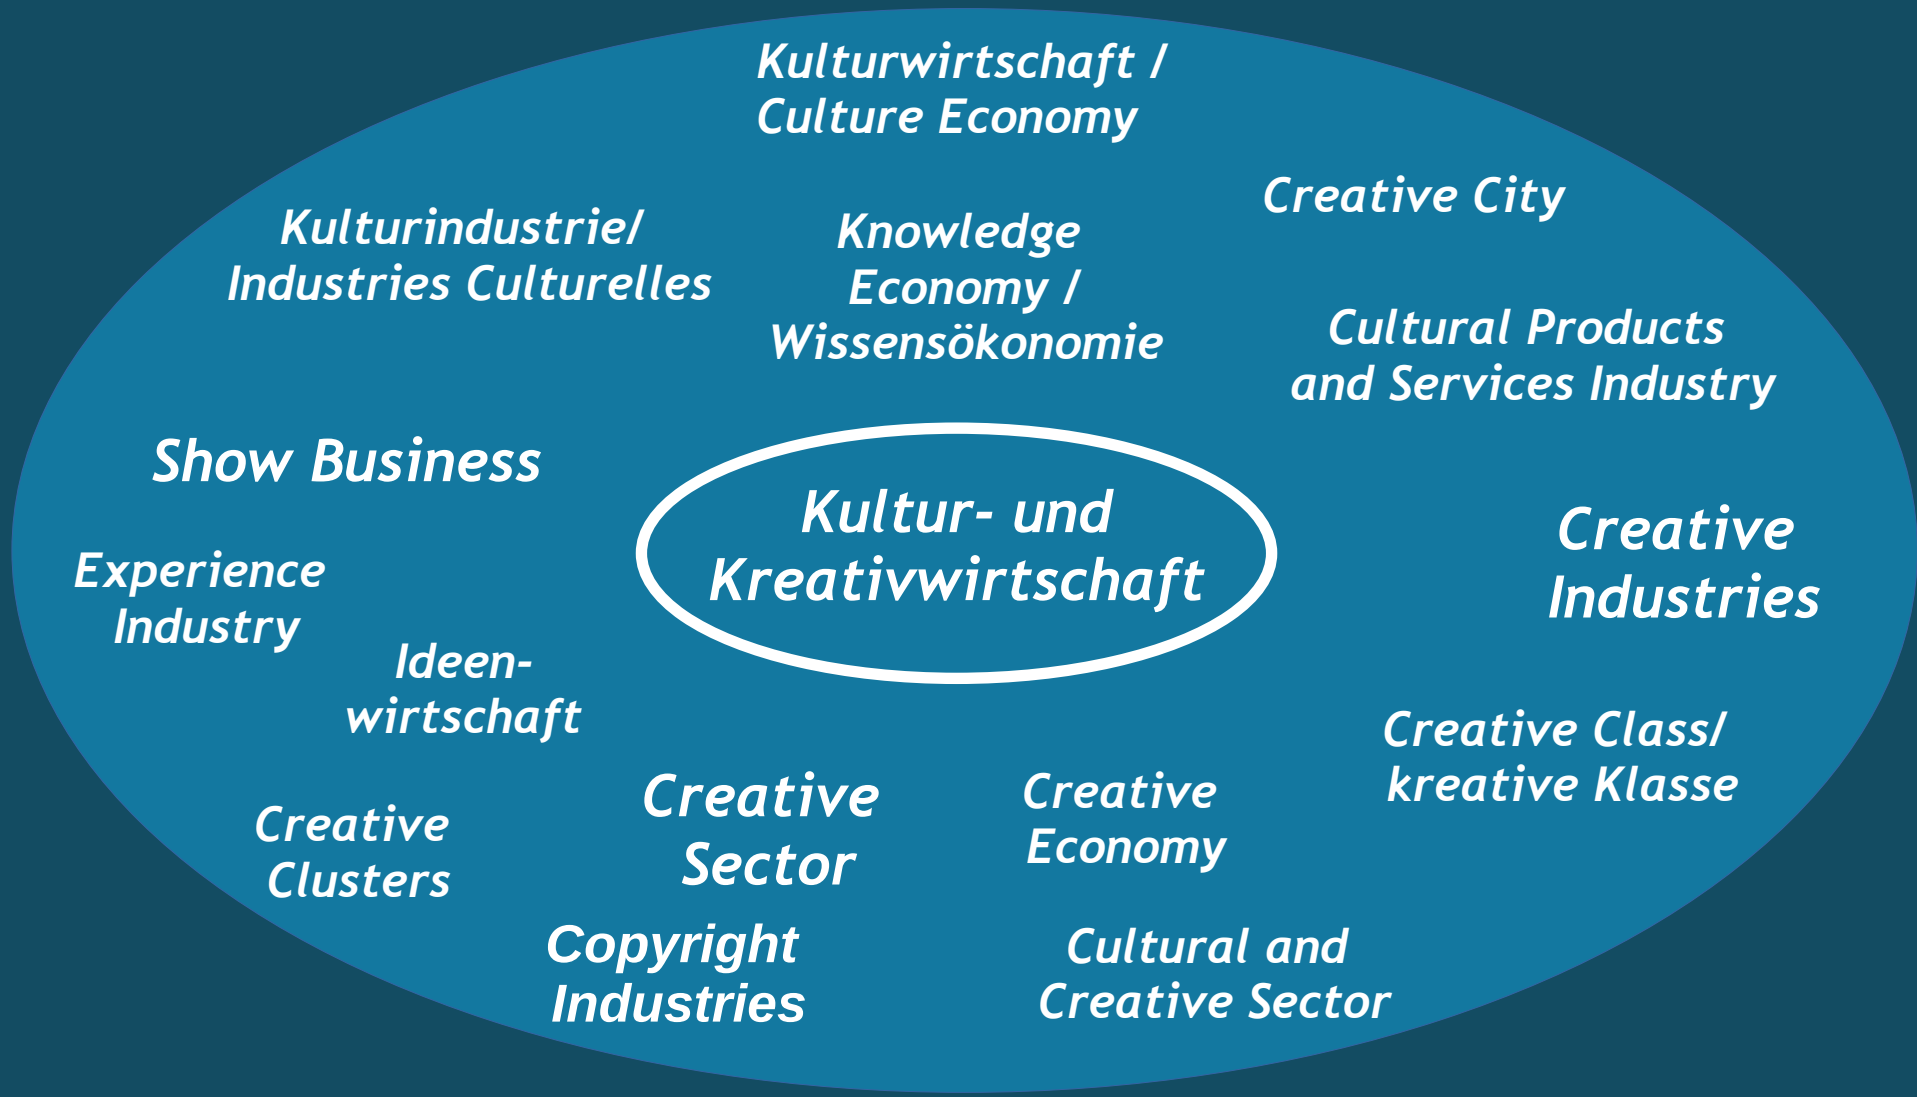 Kulturwirtschaft /
Culture Economy
Creative City
Kulturindustrie/
Industries Culturelles
Knowledge
Economy /
Wissensökonomie
Cultural Products
and Services Industry
Show Business
Kultur- und
Kreativwirtschaft
Creative
Industries
Experience
Industry
Ideen-
wirtschaft
Creative Class/
kreative Klasse
Creative
Sector
Creative
Economy
Creative
Clusters
Copyright
Industries
Cultural and
Creative Sector